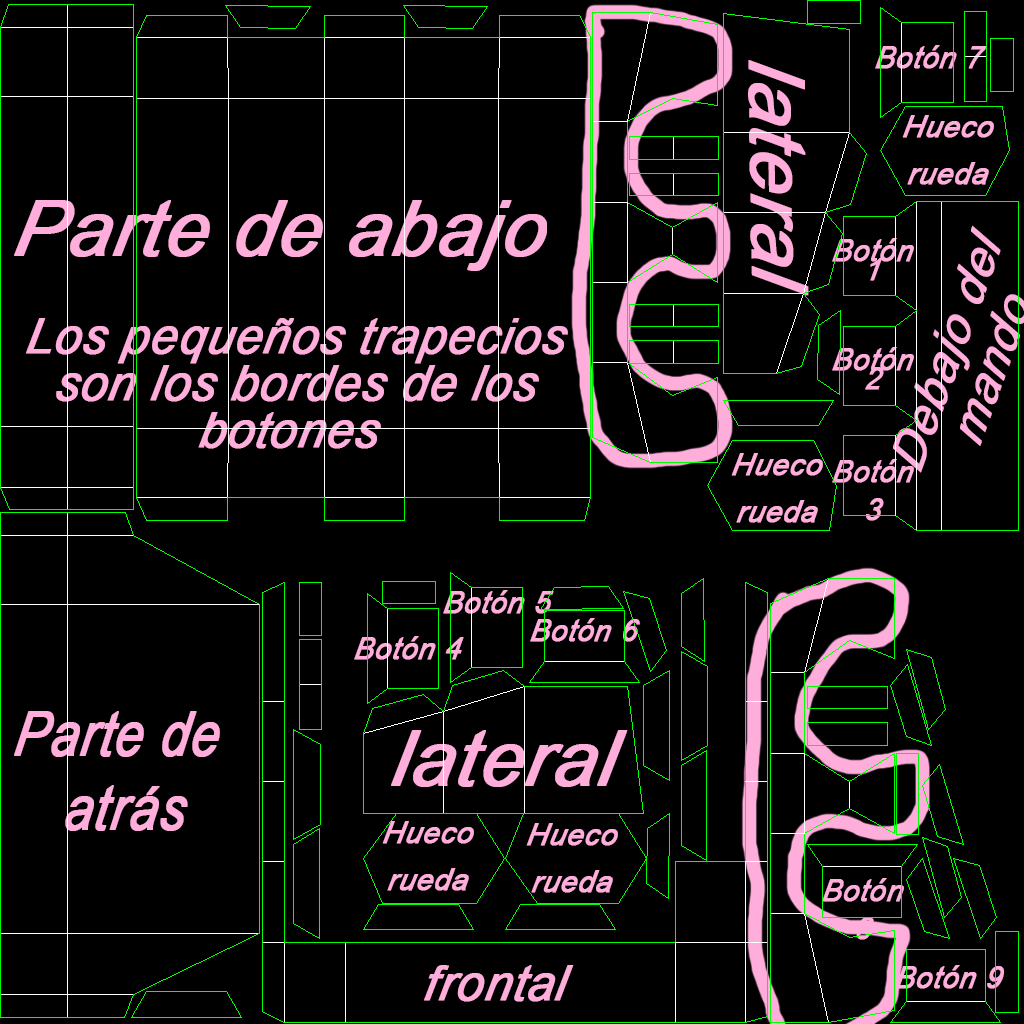 Parte de abajo
Los pequeños trapecios
son los bordes de los
botones
lateral
Botón 7
Hueco
rueda
Botón
1
Botón
2
Botón
3
Debajo del
mando
Hueco
rueda
Parte de
atrás
Botón 4
Botón 5
Botón 6
lateral
Hueco
rueda
Hueco
rueda
frontal
Botón
Botón 9